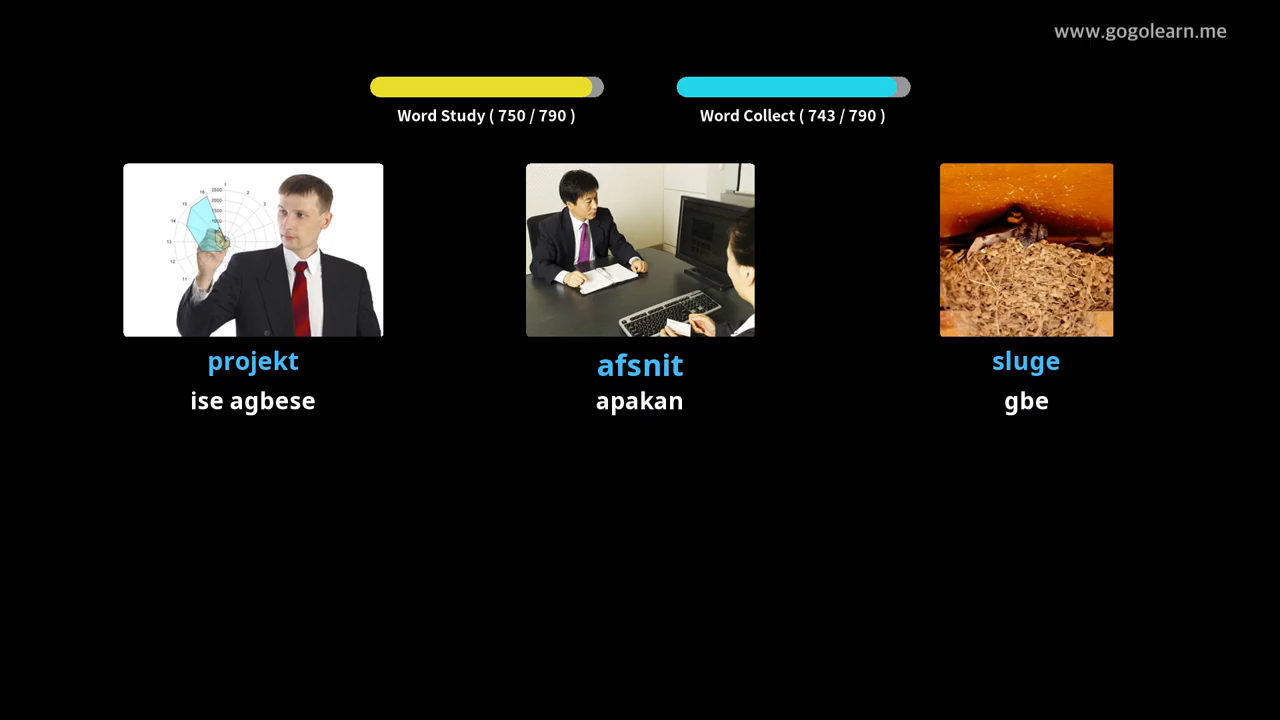 www.gogolearn.me
Word Study ( 750 / 790 )
Word Collect ( 743 / 790 )
projekt
afsnit
sluge
ise agbese
apakan
gbe